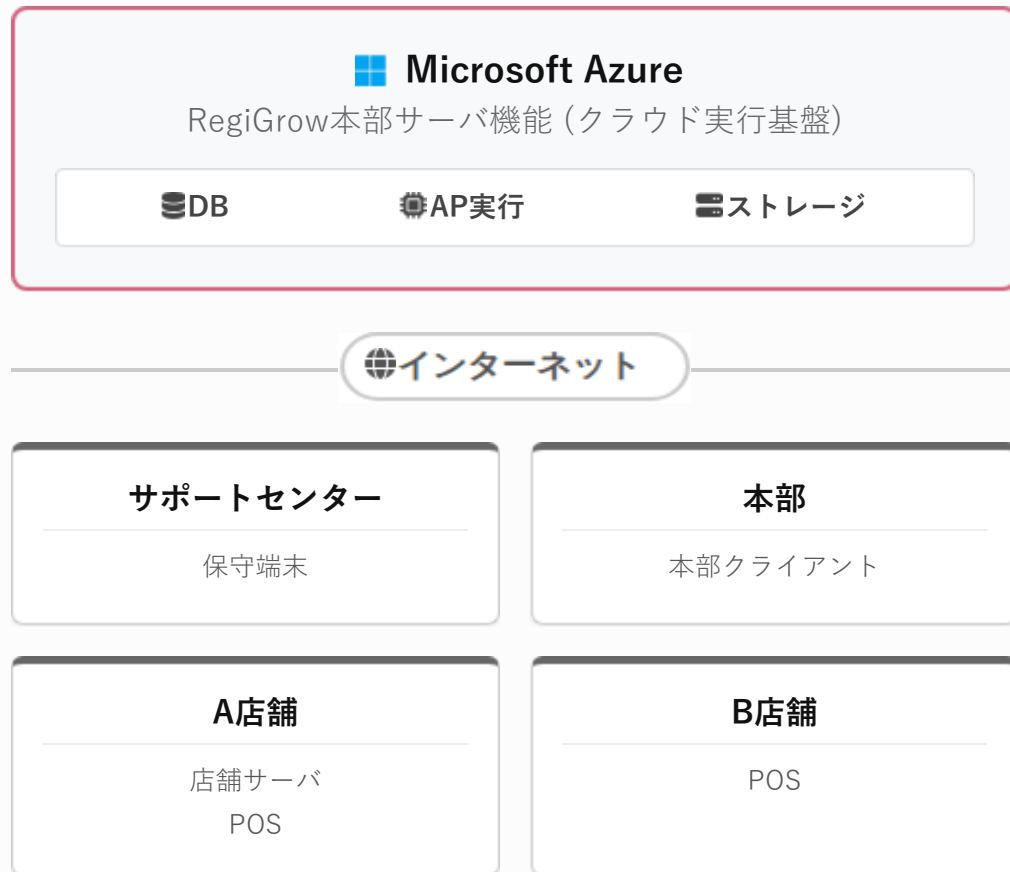 Microsoft Azure
RegiGrow本部サーバ機能 (クラウド実行基盤)
DB AP実行 ストレージ
インターネット
サポートセンター
保守端末
本部
本部クライアント
A店舗
店舗サーバ
POS
B店舗
POS